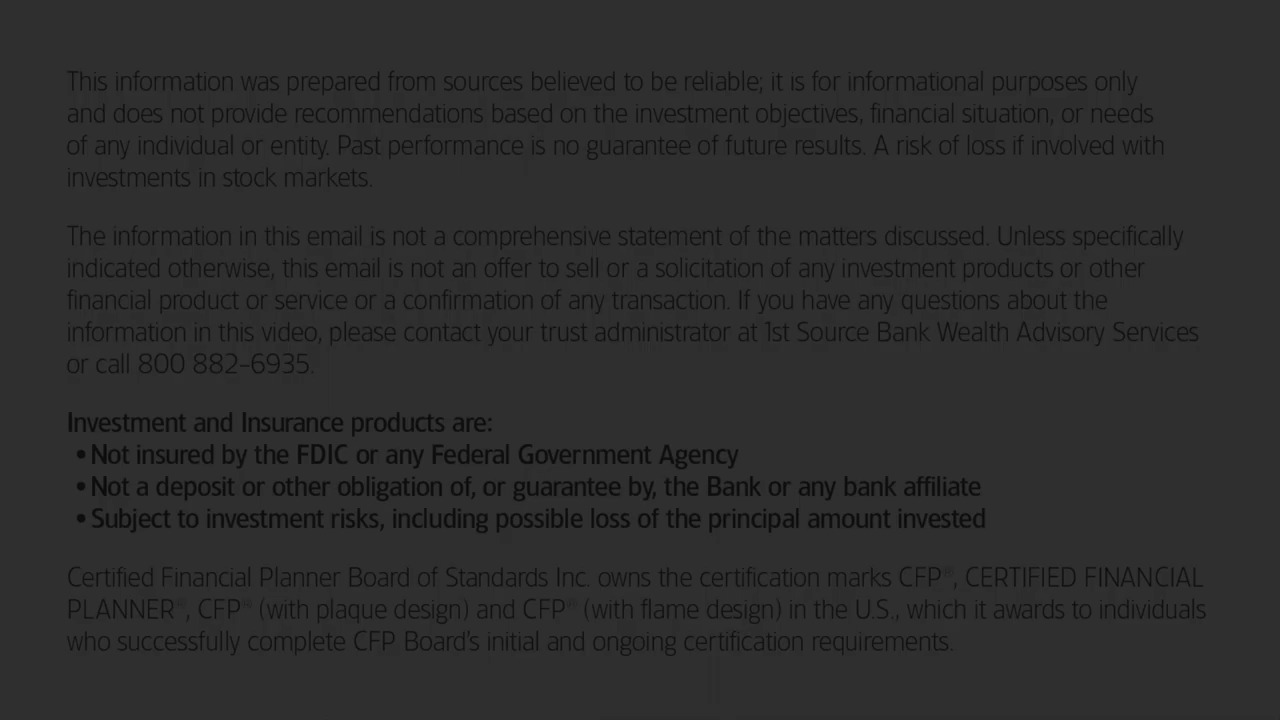 This information was prepared from sources believed to be reliable; it is for informational purposes only
and does not provide recommendations based on the investment objectives, financial situation, or needs
of any individual or entity. Past performance is no guarantee of future results. A risk of loss if involved with
investments in stock markets.
The information in this email is not a comprehensive statement of the matters discussed. Unless specifically
indicated otherwise, this email is not an offer to sell or a solicitation of any investment products or other
financial product or service or a confirmation of any transaction. If you have any questions about the
information in this video, please contact your trust administrator at 1st Source Bank Wealth Advisory Services
or call 800 882-6935.
Investment and Insurance products are:
• Not insured by the FDIC or any Federal Government Agency
• Not a deposit or other obligation of, or guarantee by, the Bank or any bank affiliate
• Subject to investment risks, including possible loss of the principal amount invested
Certified Financial Planner Board of Standards Inc. owns the certification marks CFP®, CERTIFIED FINANCIAL
PLANNER®, CFP® (with plaque design) and CFP® (with flame design) in the U.S., which it awards to individuals
who successfully complete CFP Board's initial and ongoing certification requirements.